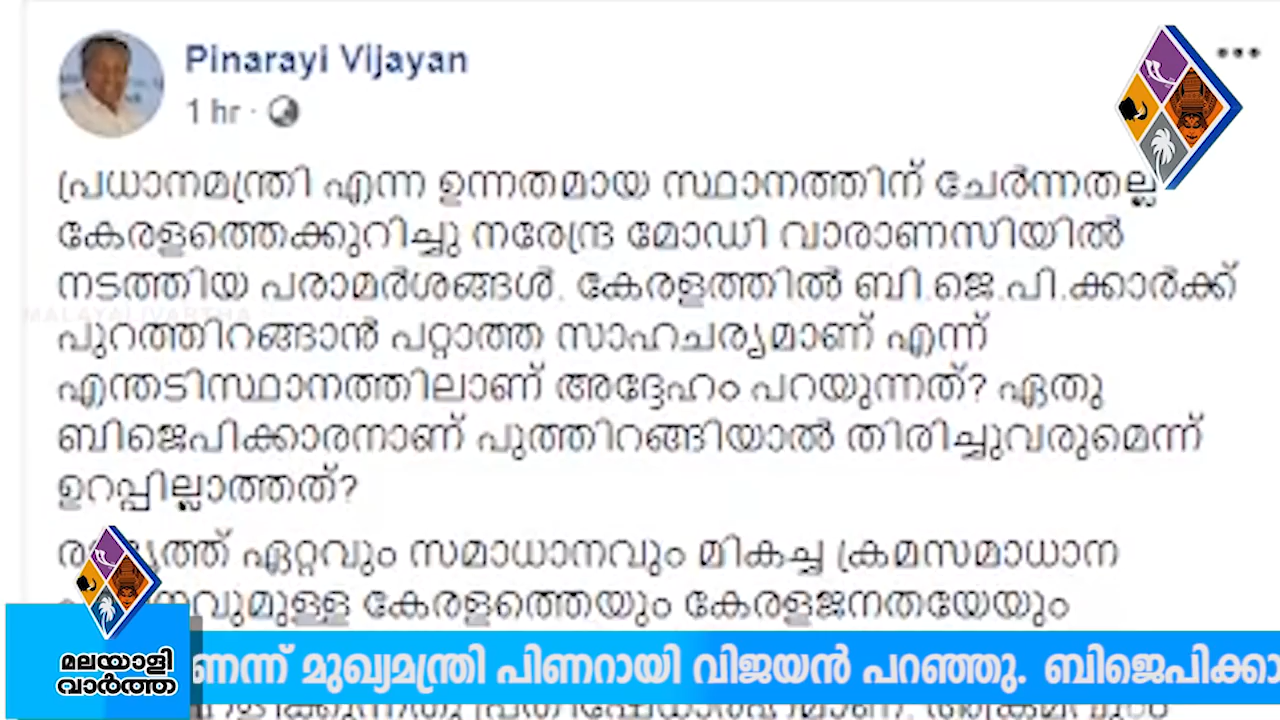 Pinarayi Vijayan
1 hr ·
പ്രധാനമന്ത്രി എന്ന ഉന്നതമായ സ്ഥാനത്തിന് ചേർന്നതല്ല
കേരളത്തെക്കുറിച്ചു നരേന്ദ്ര മോഡി വാരാണസിയിൽ
നടത്തിയ പരാമർശങ്ങൾ. കേരളത്തിൽ ബി.ജെ.പി.ക്കാർക്ക്
MALAYALIVARTHA
പുറത്തിറങ്ങാൻ പറ്റാത്ത സാഹചര്യമാണ് എന്ന്
എന്തടിസ്ഥാനത്തിലാണ് അദ്ദേഹം പറയുന്നത്? ഏതു
ബിജെപിക്കാരനാണ് പുത്തിറങ്ങിയാൽ തിരിച്ചുവരുമെന്ന്
ഉറപ്പില്ലാത്തത്?
ഏറ്റവും സമാധാനവും മികച്ച ക്രമസമാധാന
കേരളത്തെയും കേരളജനതയേയും
ണെന്ന് മുഖ്യമന്ത്രി പിണറായി വിജയൻ പറഞ്ഞു. ബിജെപിക്കാ
മലയാളി
വാർത്ത